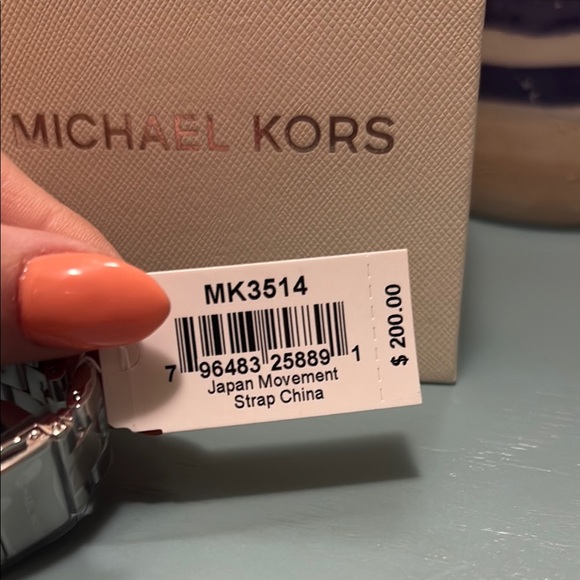 MICHAEL KORS
MK3514
7 96483 25889 1
Japan Movement
Strap China
$ 200.00